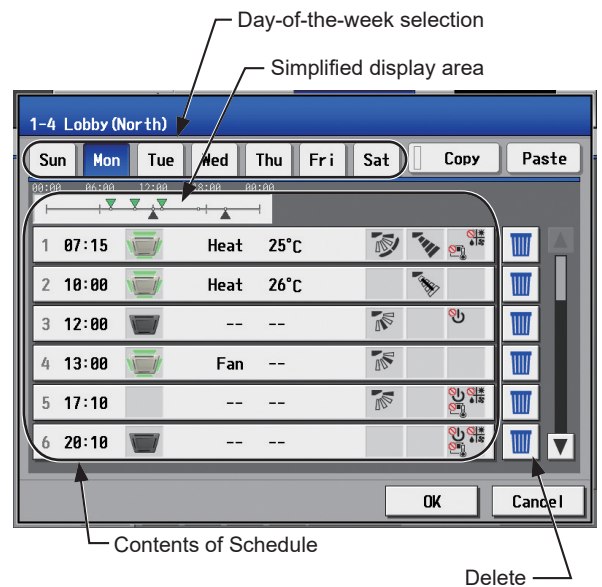 Day-of-the-week selection
Simplified display area
1-4 Lobby(North)
Sun Mon Tue Wed Thu Fri Sat Copy Paste
00:00 06:00 12:00 18:00 00:00
1 07:15 Heat 25°C
2 10:00 Heat 26°C
3 12:00 -- --
4 13:00 Fan --
5 17:10 -- --
6 20:10 -- --
OK Cancel
Contents of Schedule
Delete